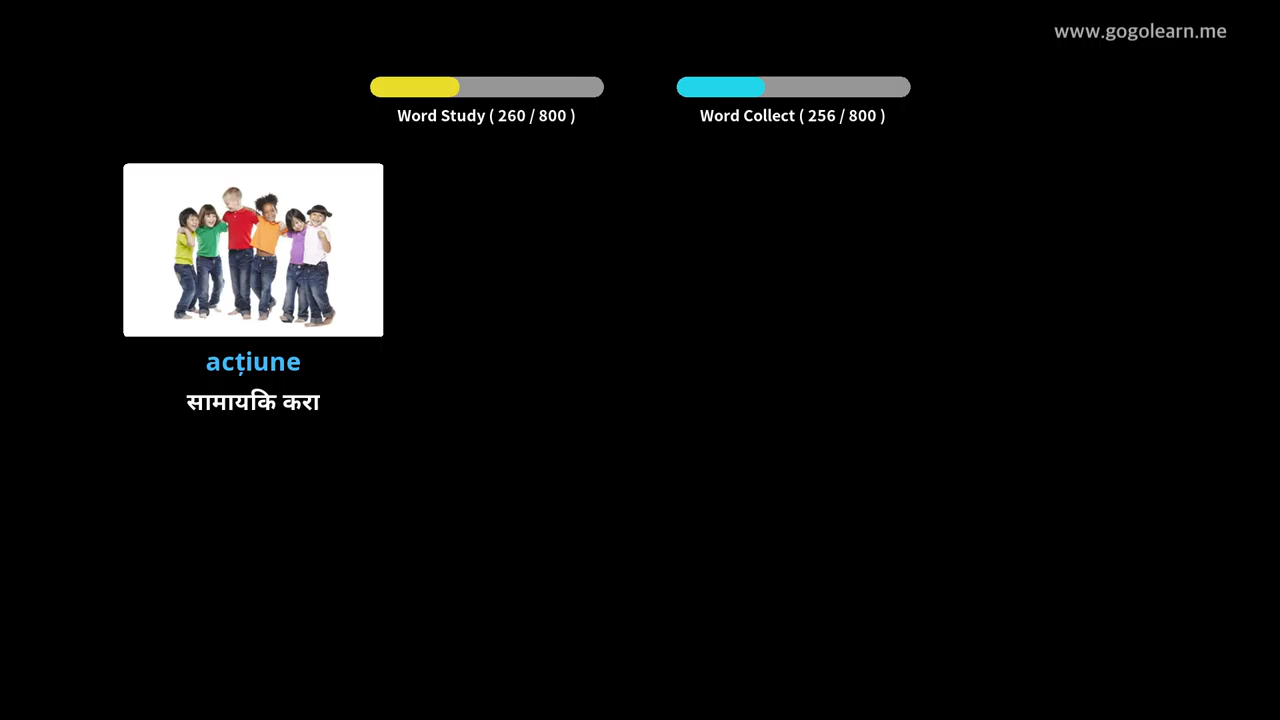 www.gogolearn.me
Word Study ( 260 / 800 )
Word Collect ( 256 / 800 )
acțiune
सामायकि करा